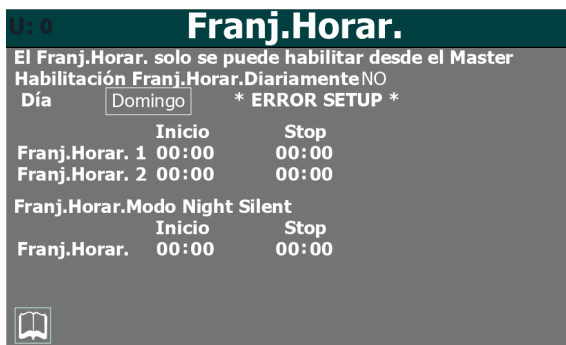 U: 0 Franj.Horar.
El Franj.Horar. solo se puede habilitar desde el Master
Habilitación Franj.Horar.Diariamente NO
Día Domingo * ERROR SETUP *
Inicio Stop
Franj.Horar. 1 00:00 00:00
Franj.Horar. 2 00:00 00:00
Franj.Horar.Modo Night Silent
Inicio Stop
Franj.Horar. 00:00 00:00